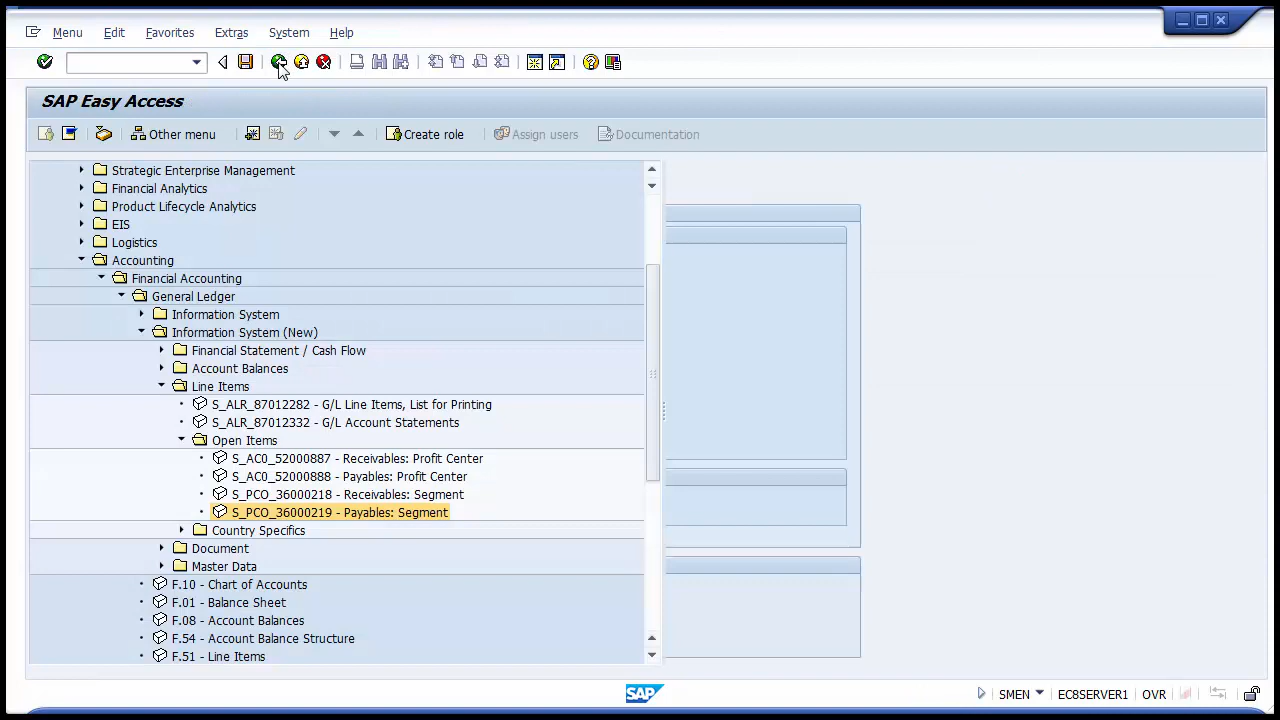 Menu Edit Favorites Extras System Help
SAP Easy Access
Other menu Create role Assign users Documentation
Strategic Enterprise Management
Financial Analytics
Product Lifecycle Analytics
EIS
Logistics
Accounting
Financial Accounting
General Ledger
Information System
Information System (New)
Financial Statement / Cash Flow
Account Balances
Line Items
S_ALR_87012282 - G/L Line Items, List for Printing
S_ALR_87012332 - G/L Account Statements
Open Items
S_AC0_52000887 - Receivables: Profit Center
S_AC0_52000888 - Payables: Profit Center
S_PCO_36000218 - Receivables: Segment
S_PCO_36000219 - Payables: Segment
Country Specifics
Document
Master Data
F.10 - Chart of Accounts
F.01 - Balance Sheet
F.08 - Account Balances
F.54 - Account Balance Structure
F.51 - Line Items
SAP SMEN EC8SERVER1 OVR